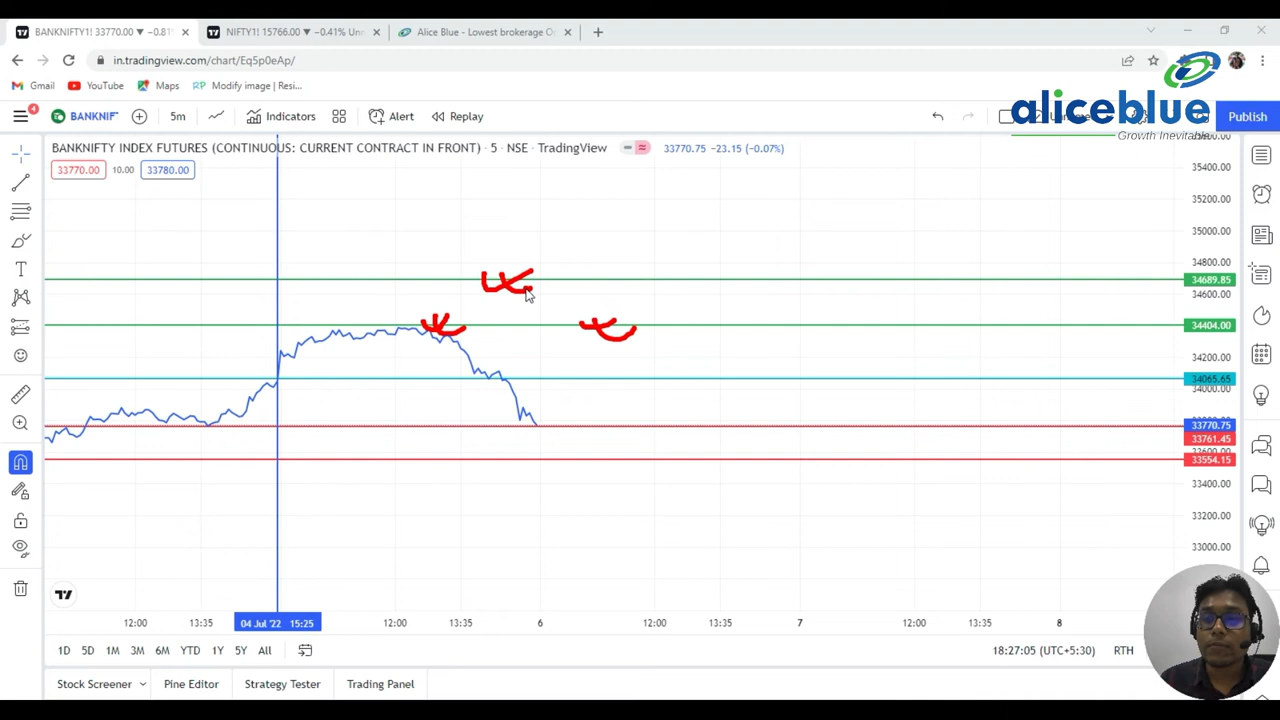 BANKNIFTY1! 33770.00 ▼ −0.81%
NIFTY1! 15766.00 ▼ −0.41%
Alice Blue - Lowest brokerage
in.tradingview.com/chart/Eq5p0eAp/
Gmail
YouTube
Maps
Modify image | Resi...
aliceblue
Growth Inevitable
4
BANKNIF
5m
Indicators
Alert
Replay
Publish
BANKNIFTY INDEX FUTURES (CONTINUOUS: CURRENT CONTRACT IN FRONT) · 5 · NSE · TradingView
33770.75 −23.15 (−0.07%)
33770.00
10.00
33780.00
35400.00
35200.00
35000.00
34800.00
34689.85
34600.00
34404.00
34200.00
34065.65
34000.00
33770.75
33761.45
33554.15
33400.00
33200.00
33000.00
12:00
13:35
04 Jul '22 15:25
12:00
13:35
6
12:00
13:35
7
12:00
13:35
8
1D
5D
1M
3M
6M
YTD
1Y
5Y
All
18:27:05 (UTC+5:30)
RTH
Stock Screener
Pine Editor
Strategy Tester
Trading Panel